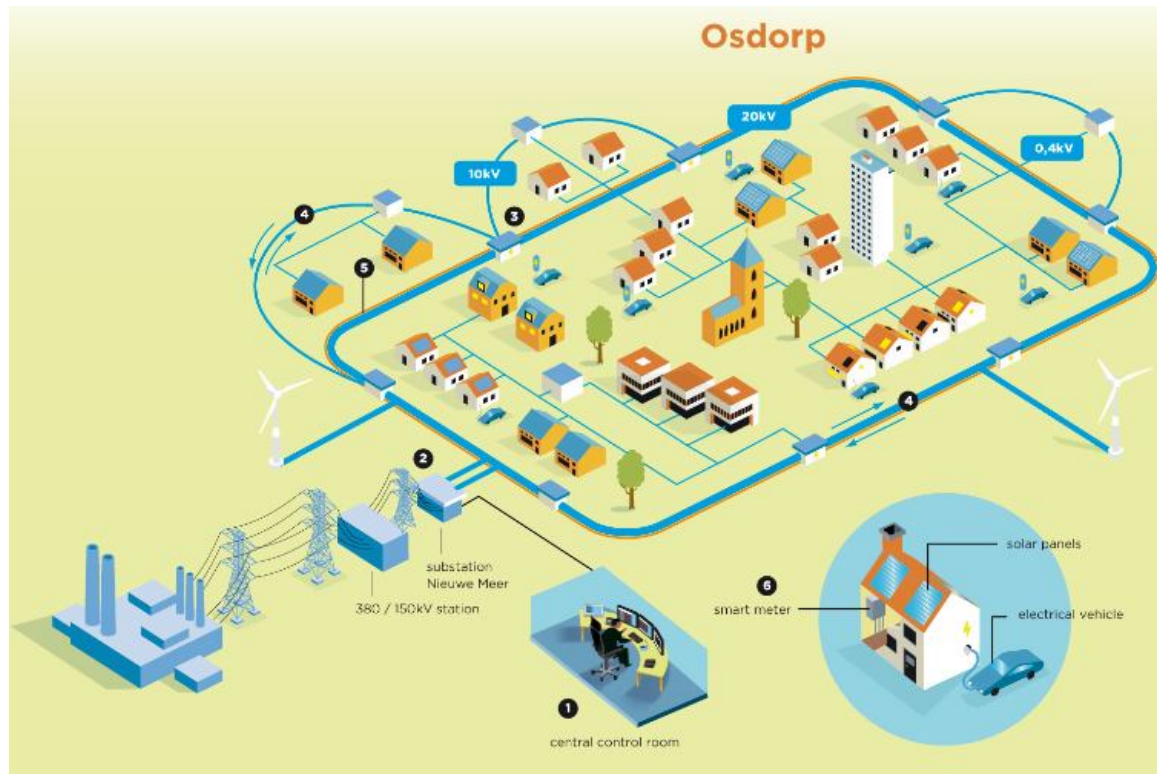 Osdorp
20kV
0,4kV
10kV
4
3
5
4
2
substation
Nieuwe Meer
380 / 150kV station
1
central control room
6
smart meter
solar panels
electrical vehicle